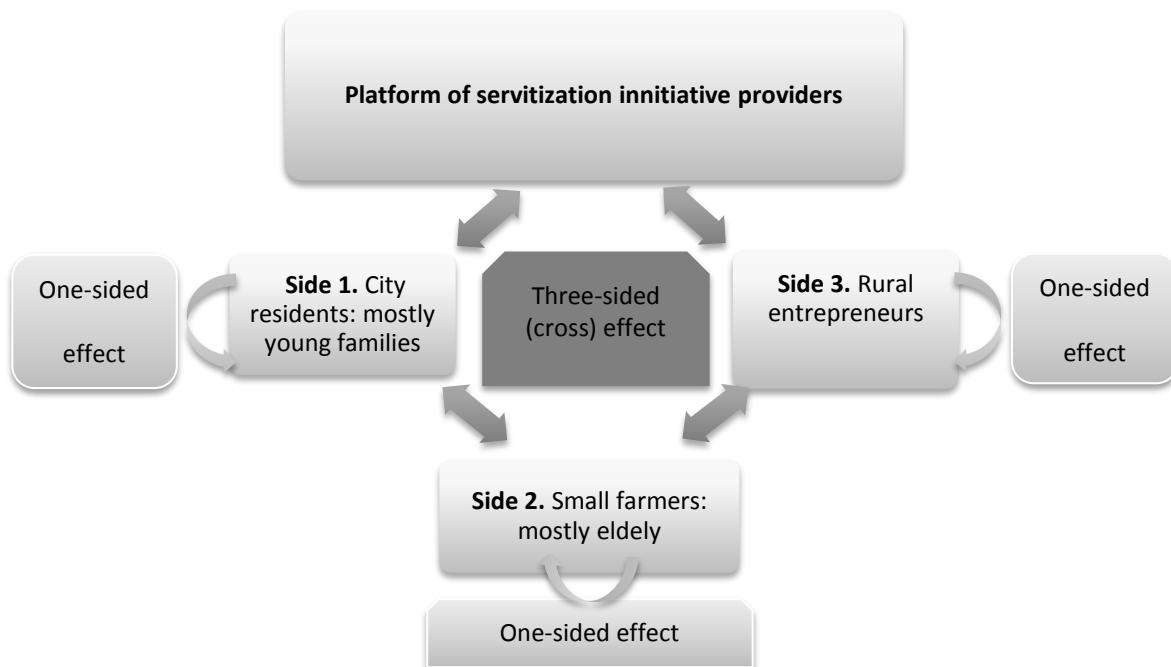 Platform of servitization innitiative providers
One-sided
effect
Side 1. City
residents: mostly
young families
Three-sided
(cross) effect
Side 3. Rural
entrepreneurs
One-sided
effect
Side 2. Small farmers:
mostly eldely
One-sided effect